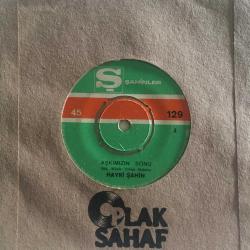 Ş ŞAHİNLER
45 129
A
AŞKIMIZIN SONU
HAYRİ ŞAHİN
PLAK
SAHAF